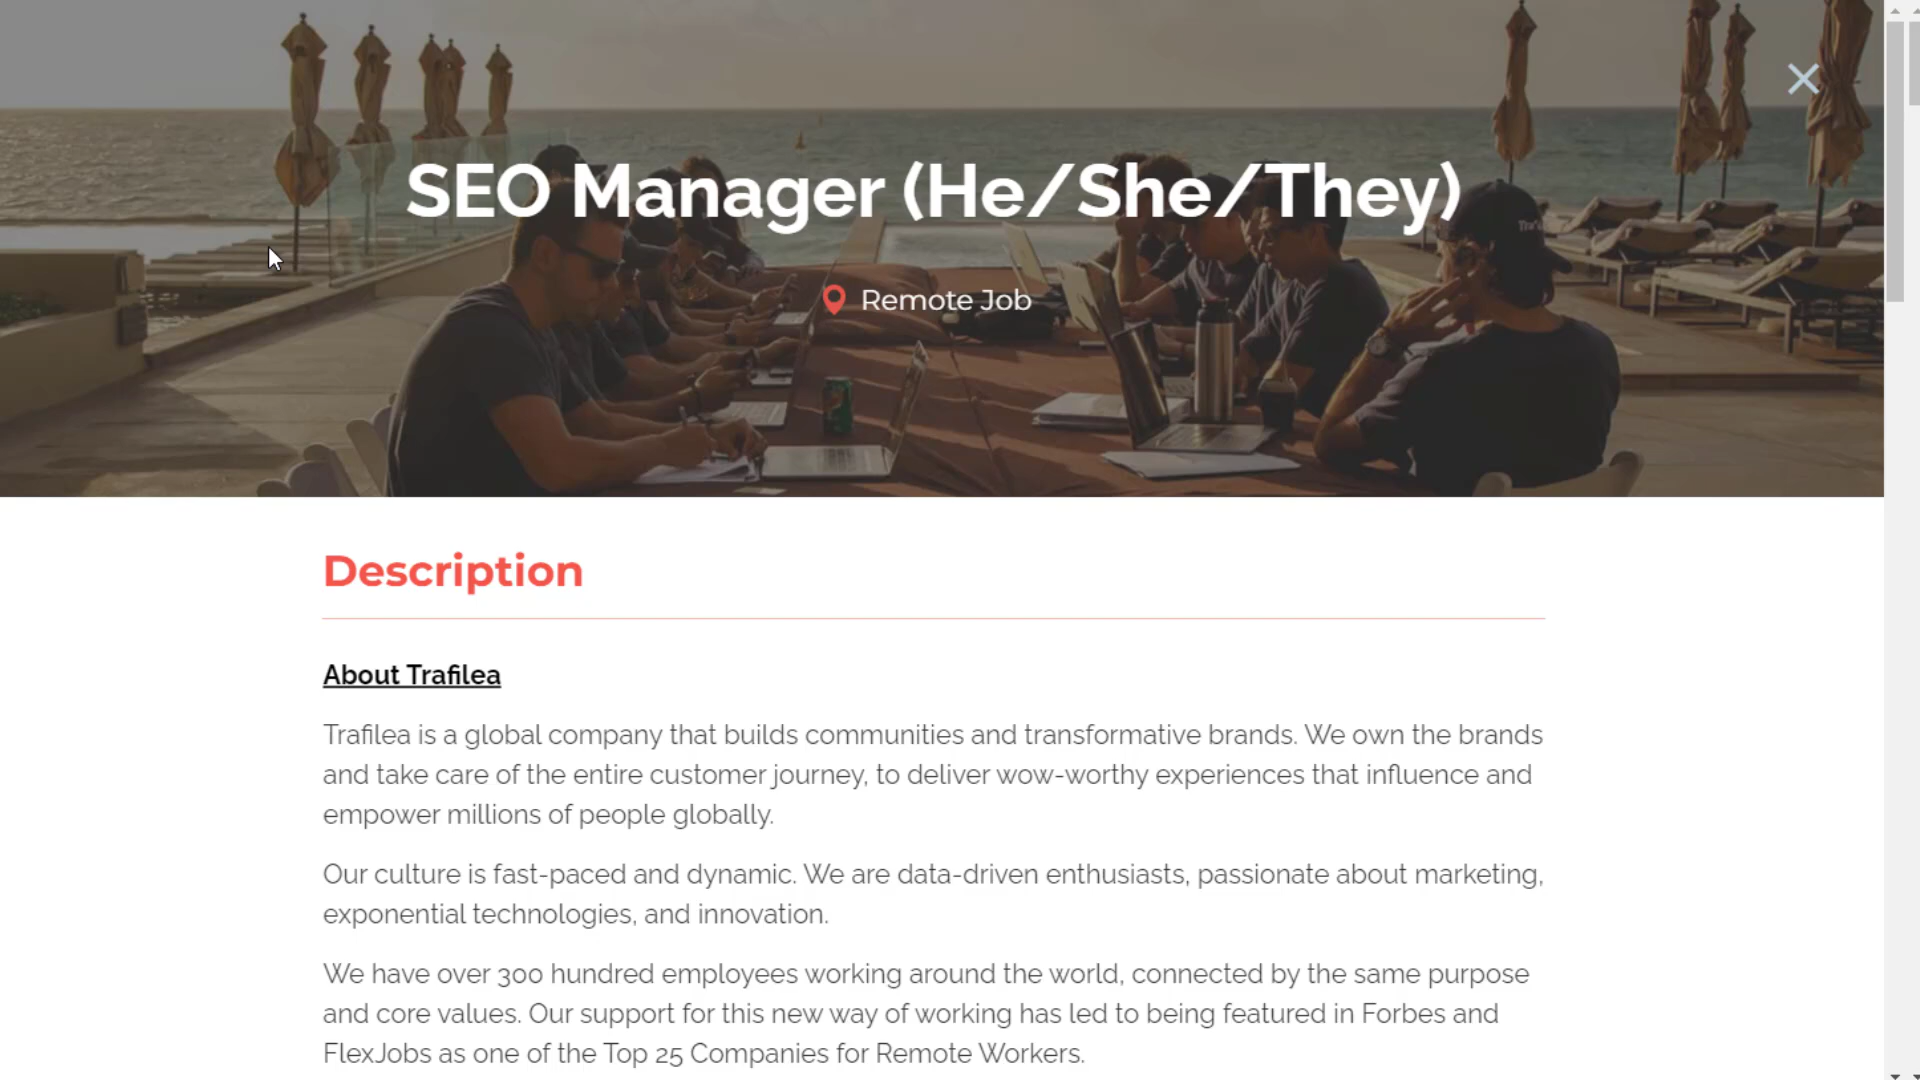 SEO Manager (He/She/They)
Remote Job
Description
About Trafilea
Trafilea is a global company that builds communities and transformative brands. We own the brands
and take care of the entire customer journey, to deliver wow-worthy experiences that influence and
empower millions of people globally.
Our culture is fast-paced and dynamic. We are data-driven enthusiasts, passionate about marketing,
exponential technologies, and innovation.
We have over 300 hundred employees working around the world, connected by the same purpose
and core values. Our support for this new way of working has led to being featured in Forbes and
FlexJobs as one of the Top 25 Companies for Remote Workers.